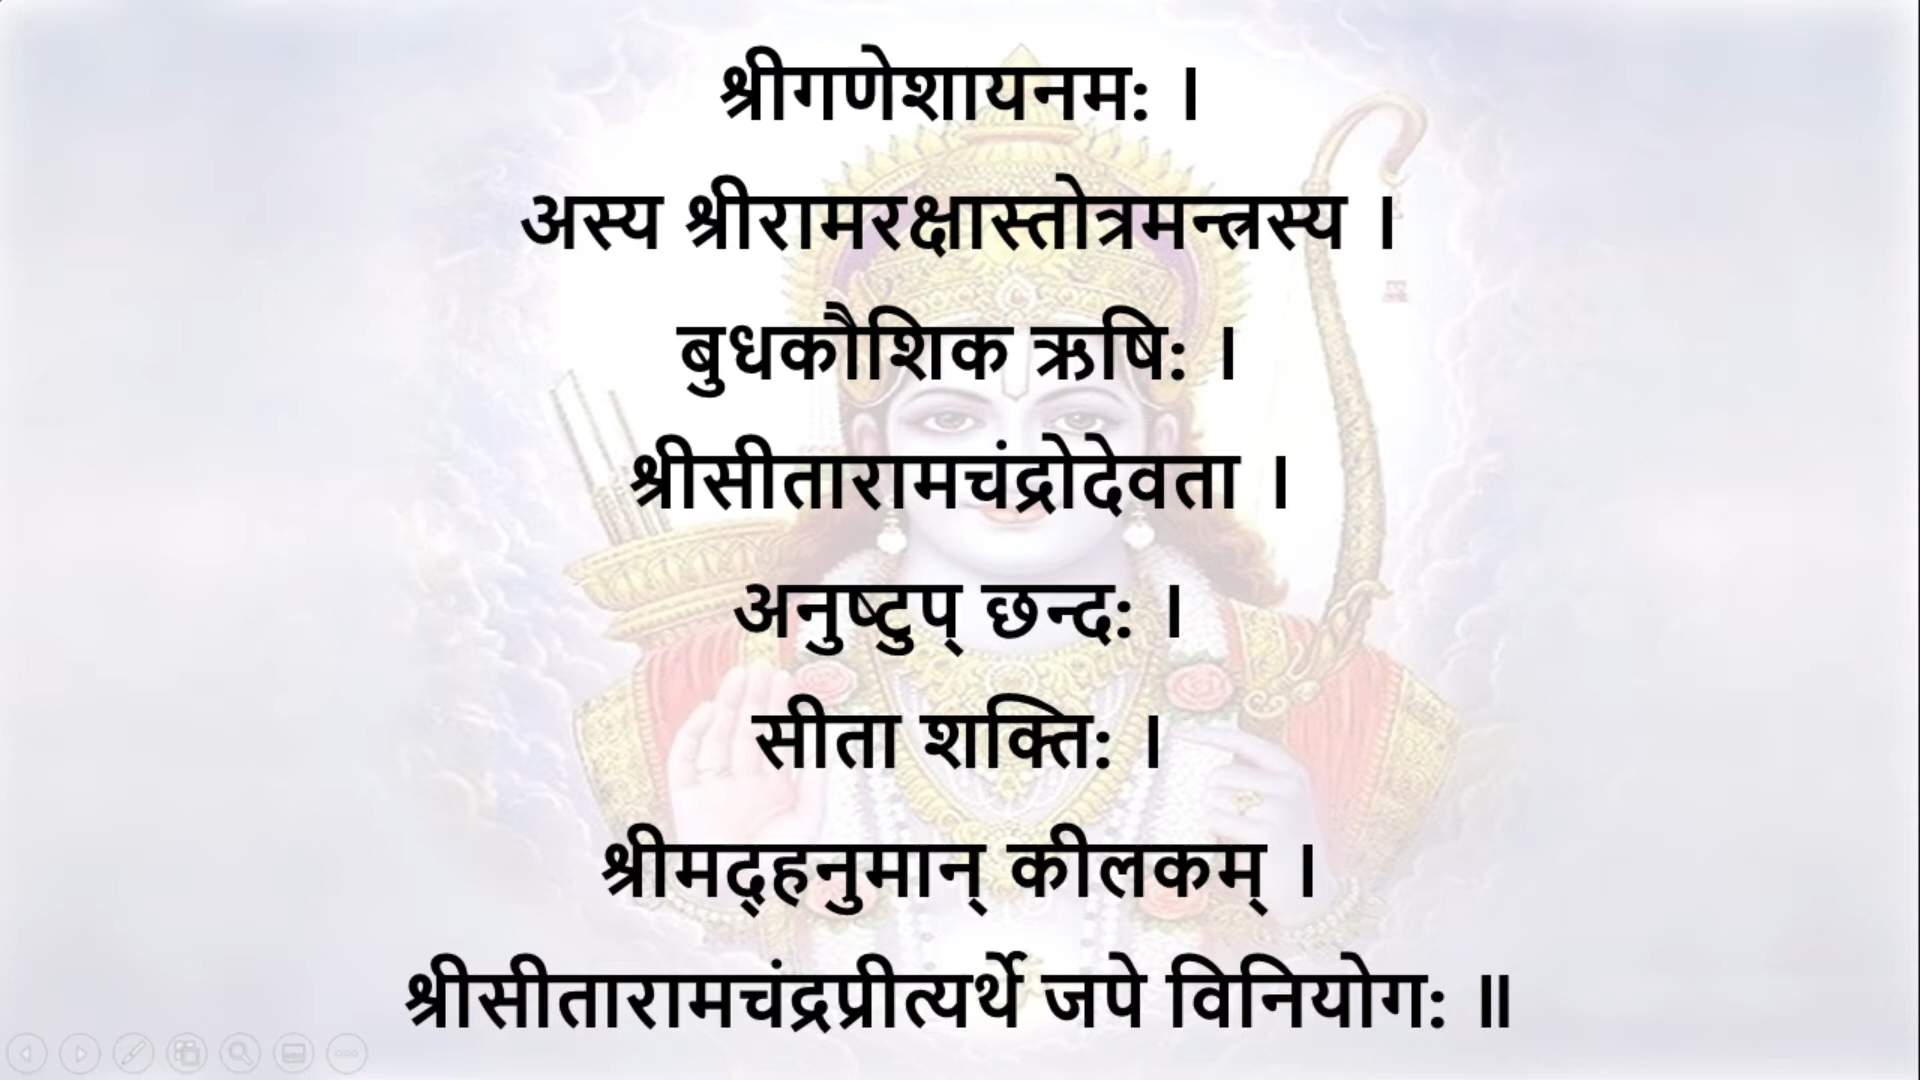 श्रीगणेशायनम: ।
अस्य श्रीरामरक्षास्तोत्रमन्त्रस्य ।
बुधकौशिक ऋषि: ।
श्रीसीतारामचंद्रोदेवता ।
अनुष्टुप् छन्द: ।
सीता शक्ति: ।
श्रीमद्‌हनुमान् कीलकम् ।
श्रीसीतारामचंद्रप्रीत्यर्थे जपे विनियोग: ॥